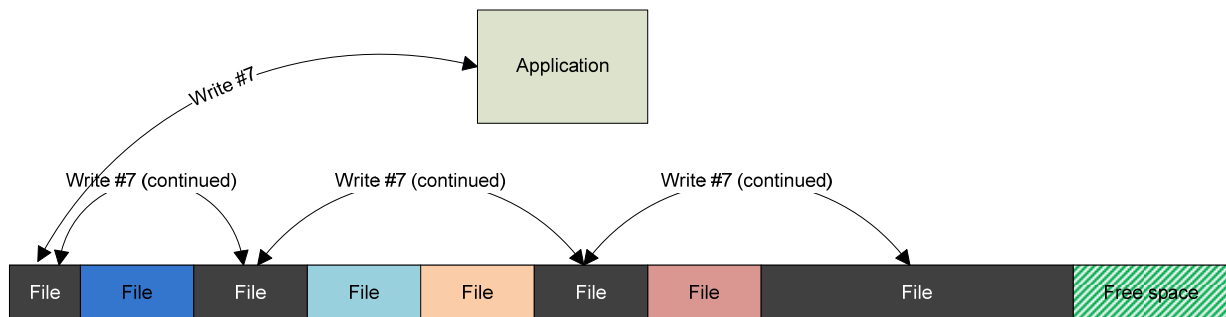 Application
Write #7
Write #7 (continued)
Write #7 (continued)
Write #7 (continued)
File
File
File
File
File
File
File
File
Free space